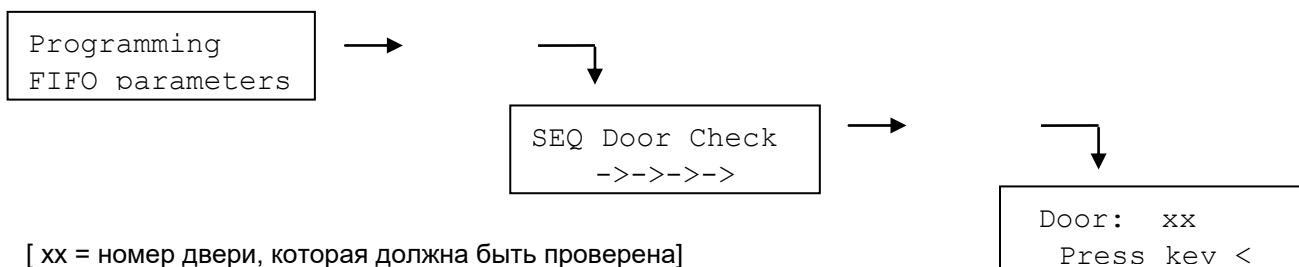 Programming
FIFO parameters
SEQ Door Check
->->->->
Door: xx
Press key <
[ xx = номер двери, которая должна быть проверена]